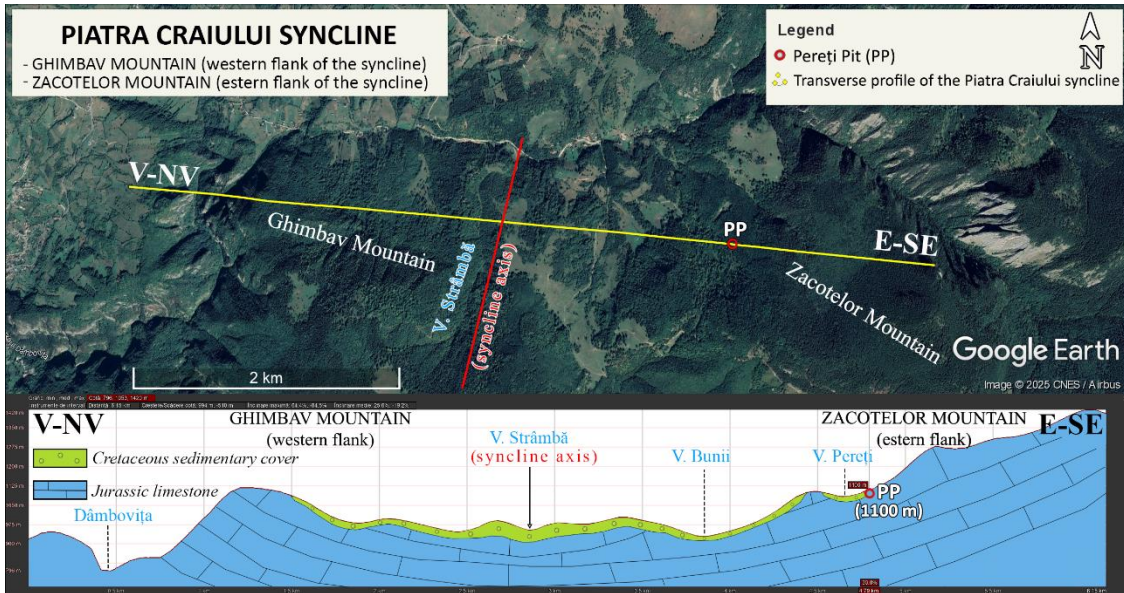 PIATRA CRAIULUI SYNCLINE
- GHIMBAV MOUNTAIN (western flank of the syncline)
- ZACOTELOR MOUNTAIN (estern flank of the syncline)
Legend
Pereți Pit (PP)
Transverse profile of the Piatra Craiului syncline
N
V-NV
Ghimbav Mountain
V. Strâmbă
(syncline axis)
PP
E-SE
Zacotelor Mountain
2 km
Google Earth
Image © 2025 CNES / Airbus
V-NV
GHIMBAV MOUNTAIN
(western flank)
ZACOTELOR MOUNTAIN
(estern flank)
E-SE
Cretaceous sedimentary cover
Jurassic limestone
V. Strâmbă
(syncline axis)
V. Bunii
V. Pereți
Dâmbovița
PP
(1100 m)